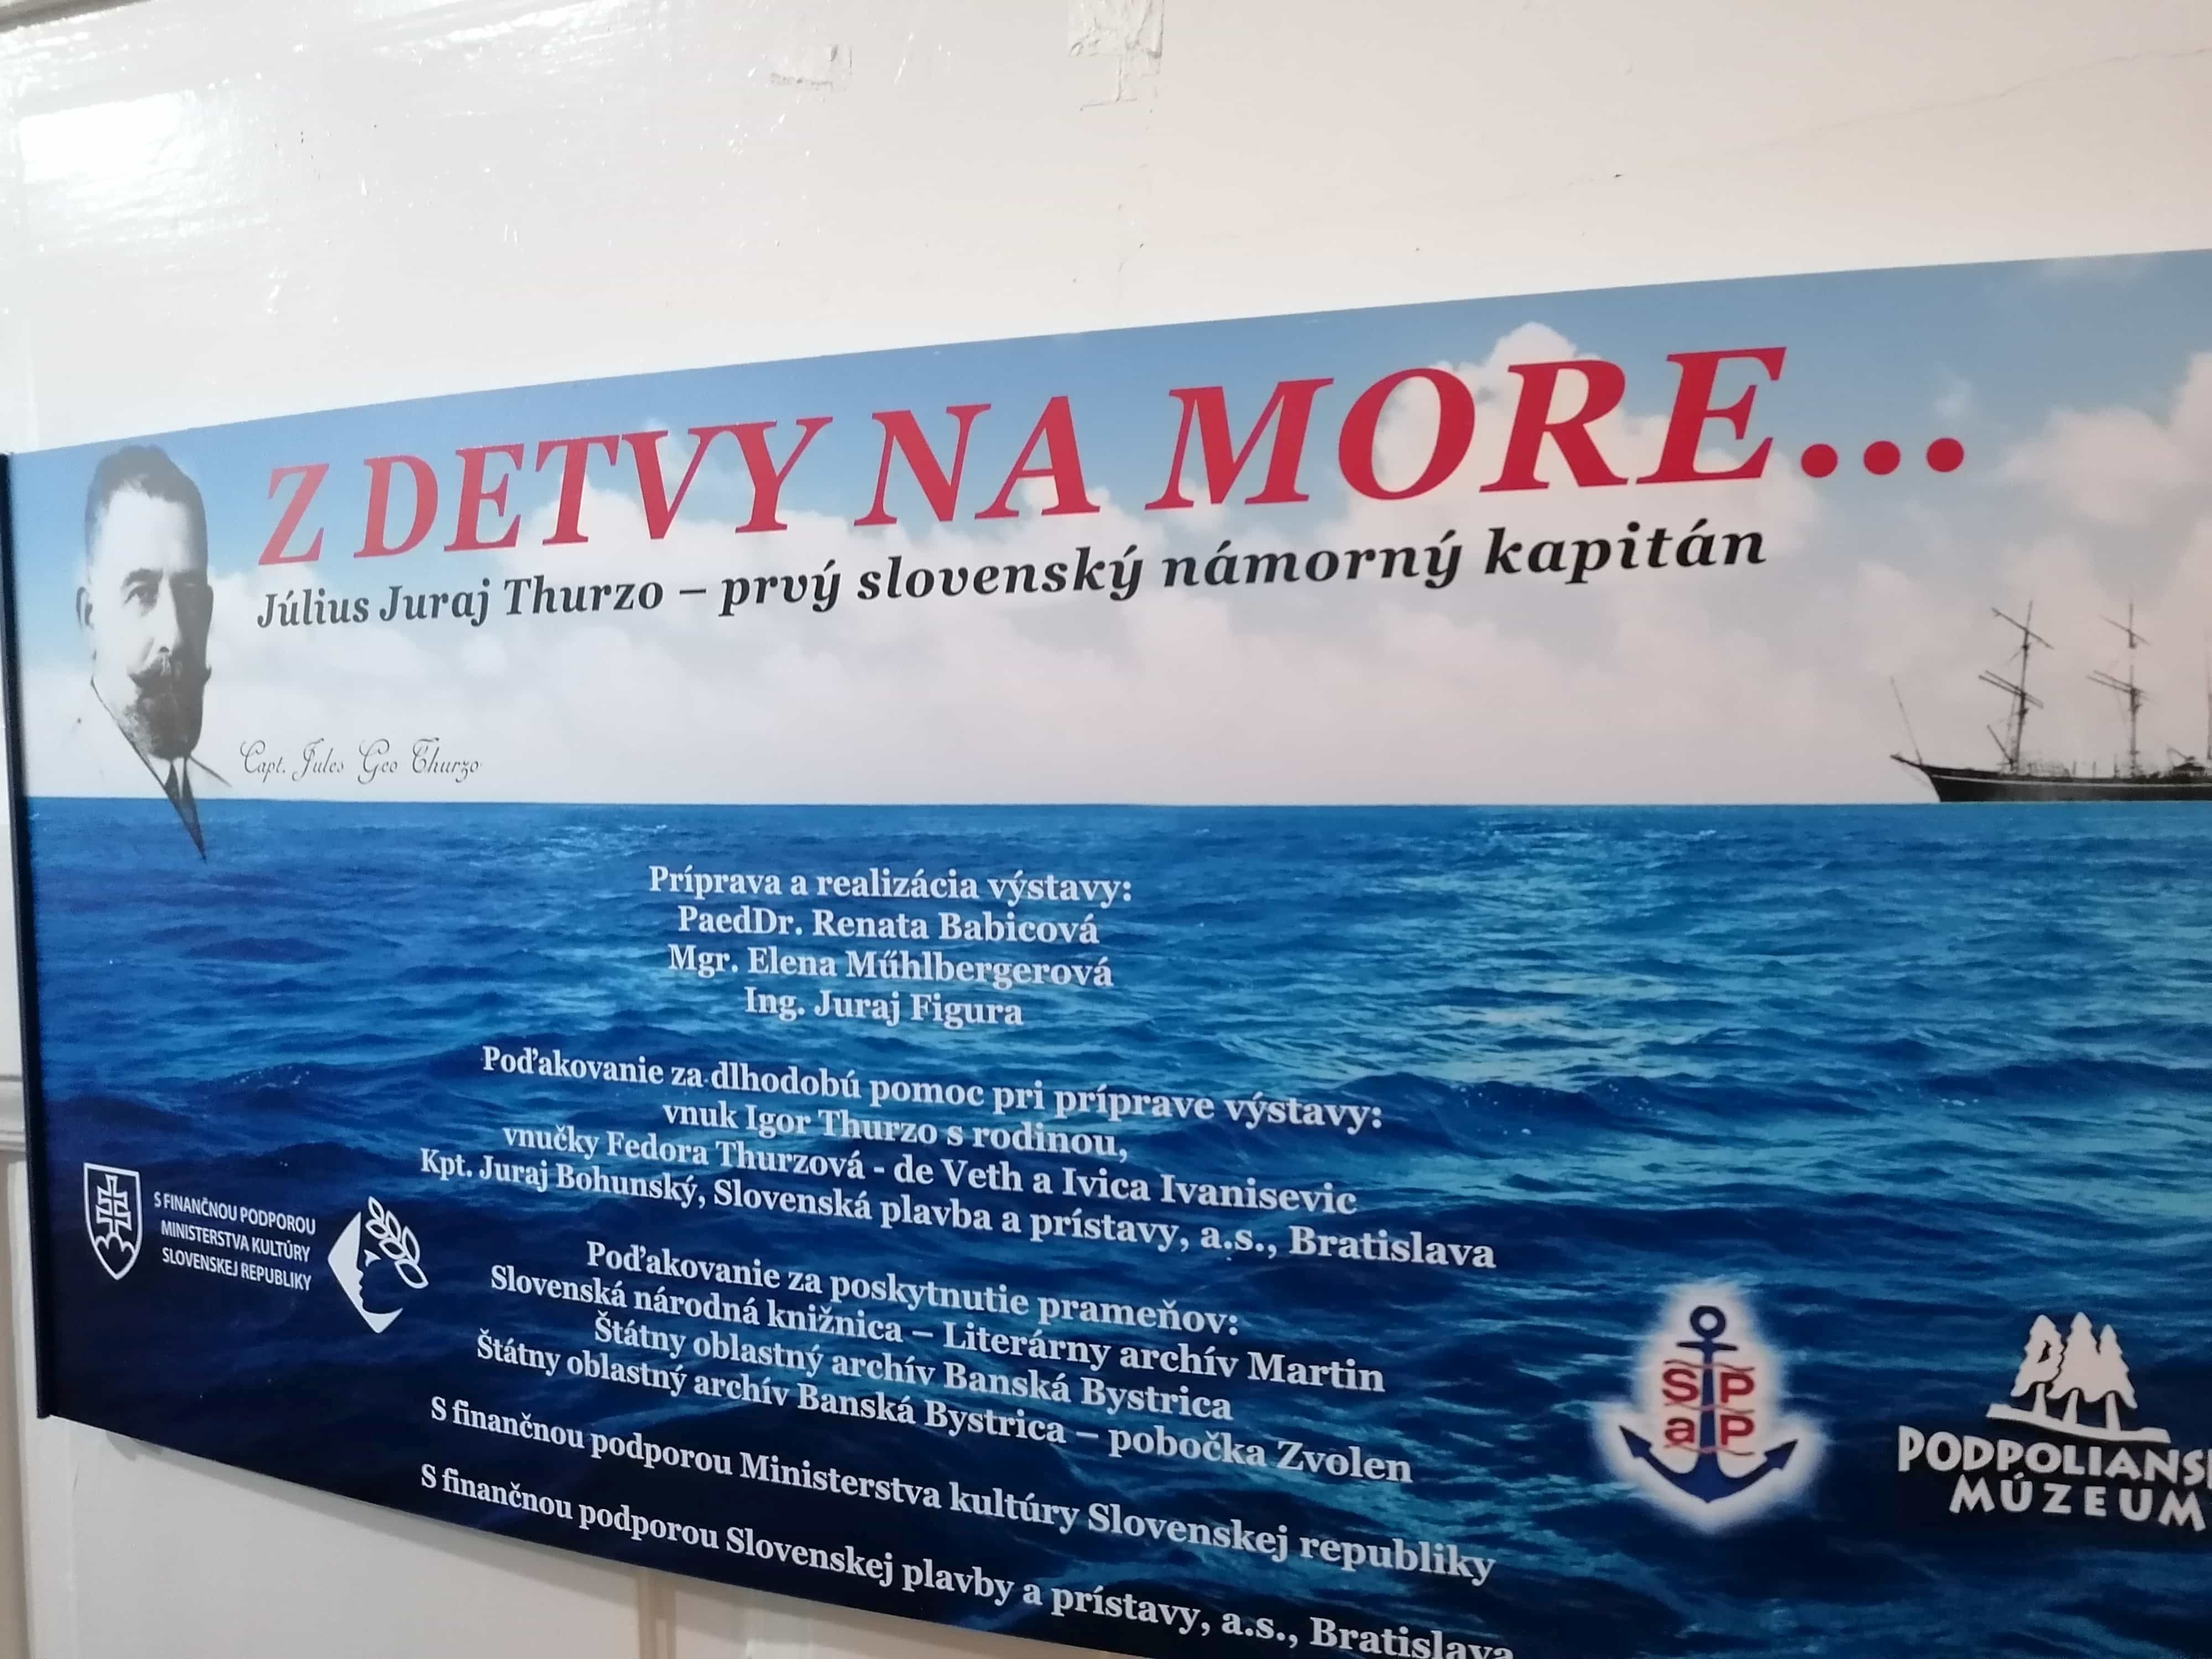 Z DETVY NA MORE...
Július Juraj Thurzo – prvý slovenský námorný kapitán
Capt. Jules Geo Thurzo
Príprava a realizácia výstavy:
PaedDr. Renata Babicová
Mgr. Elena Műhlbergerová
Ing. Juraj Figura
Poďakovanie za dlhodobú pomoc pri príprave výstavy:
vnuk Igor Thurzo s rodinou,
vnučky Fedora Thurzová - de Veth a Ivica Ivanisevic
Kpt. Juraj Bohunský, Slovenská plavba a prístavy, a.s., Bratislava
Poďakovanie za poskytnutie prameňov:
Slovenská národná knižnica – Literárny archív Martin
Štátny oblastný archív Banská Bystrica
Štátny oblastný archív Banská Bystrica – pobočka Zvolen
S finančnou podporou Ministerstva kultúry Slovenskej republiky
S finančnou podporou Slovenskej plavby a prístavy, a.s., Bratislava
S FINANČNOU PODPOROU
MINISTERSTVA KULTÚRY
SLOVENSKEJ REPUBLIKY
SP
aP
PM
PODPOLIANS
MÚZEUM